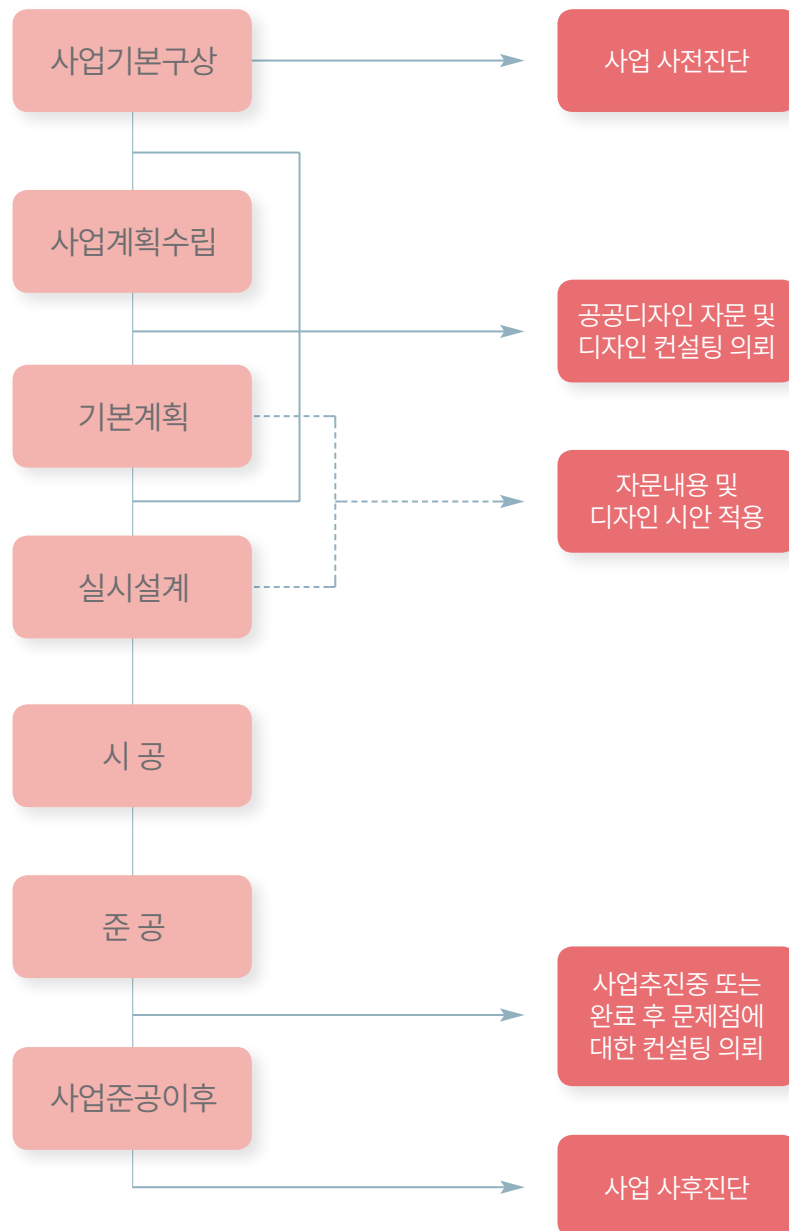 사업기본구상
사업 사전진단
사업계획수립
공공디자인 자문 및
디자인 컨설팅 의뢰
기본계획
자문내용 및
디자인 시안 적용
실시설계
시 공
준 공
사업추진중 또는
완료 후 문제점에
대한 컨설팅 의뢰
사업준공이후
사업 사후진단